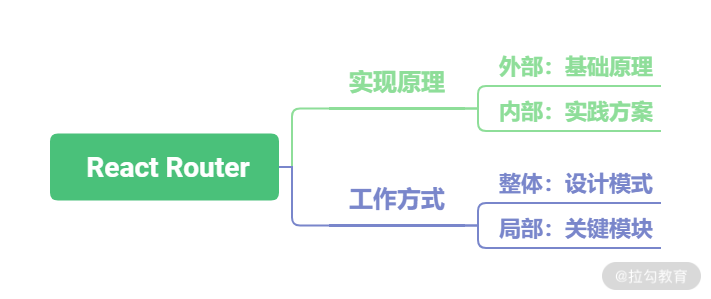 React Router
实现原理
外部：基础原理
内部：实践方案
工作方式
整体：设计模式
局部：关键模块
@拉勾教育